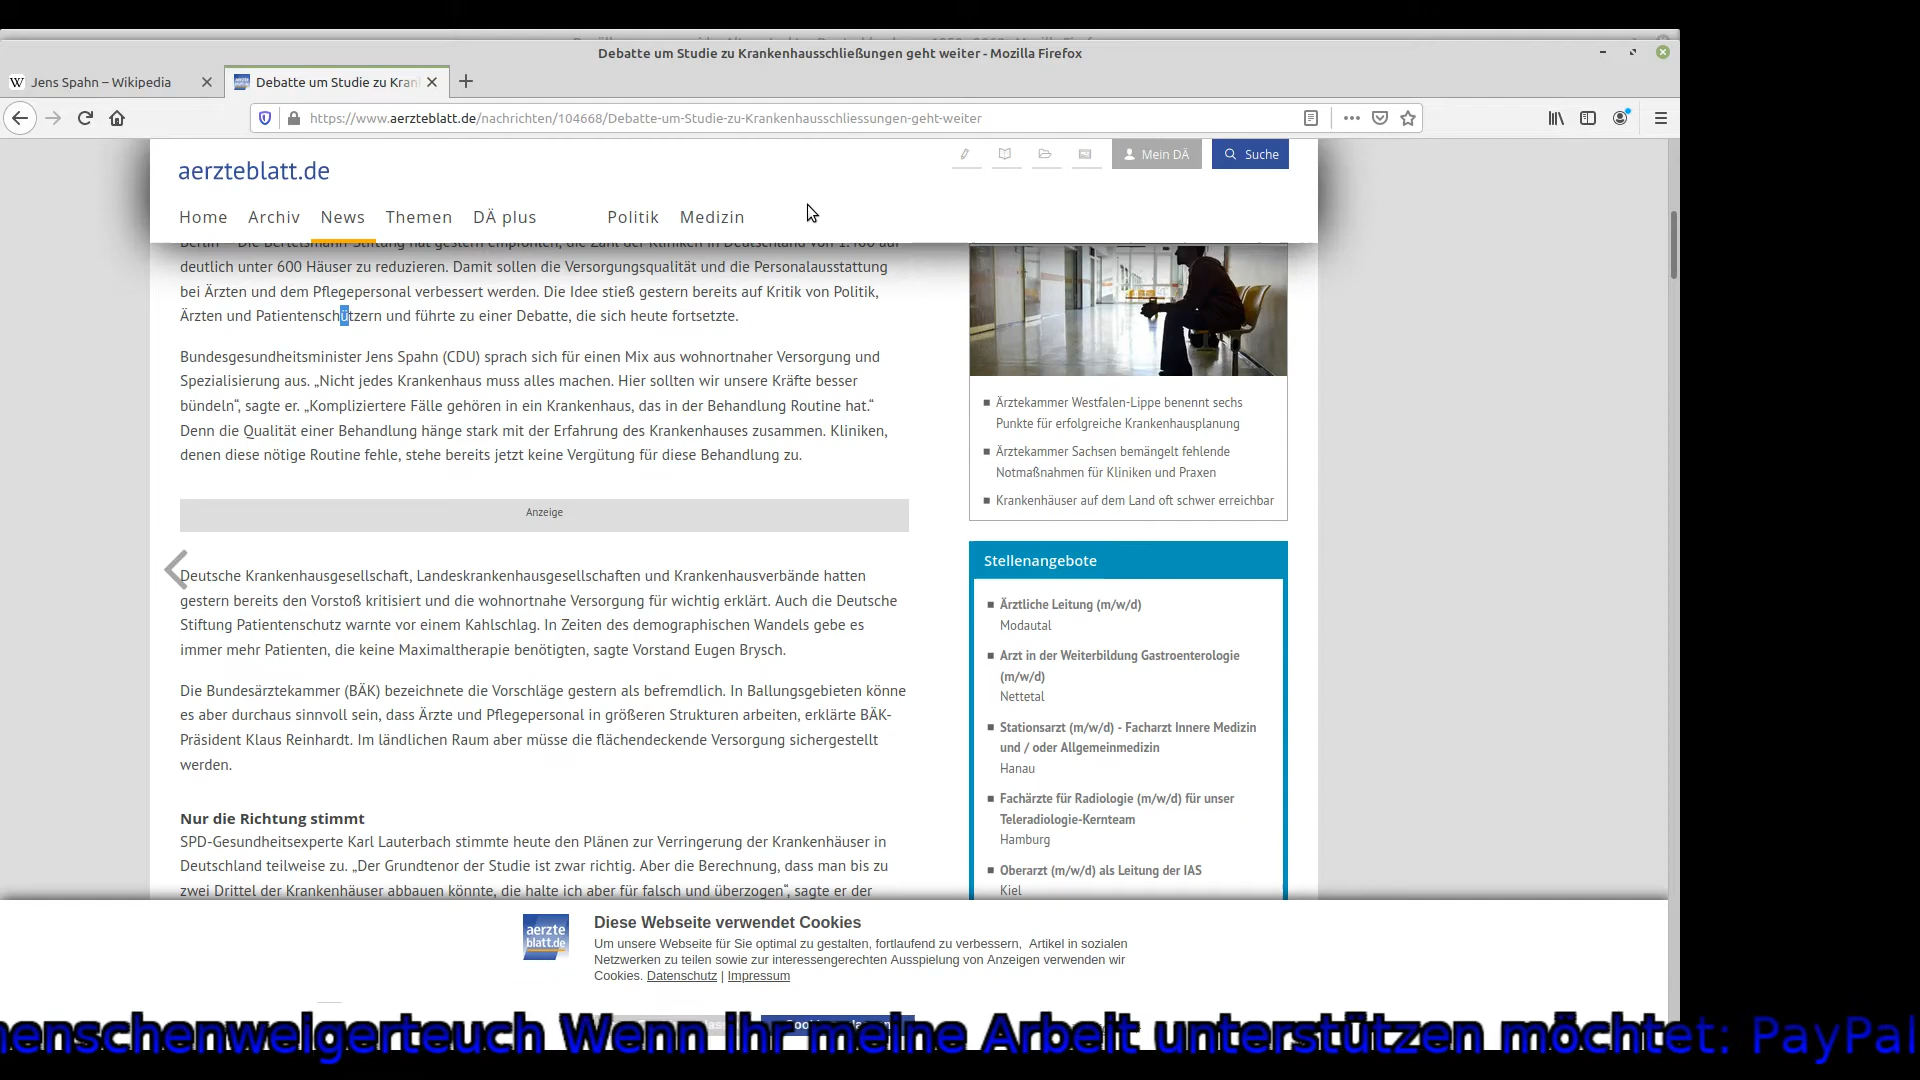 Debatte um Studie zu Krankenhausschließungen geht weiter - Mozilla Firefox
Jens Spahn – Wikipedia
Debatte um Studie zu Kran
https://www.aerzteblatt.de/nachrichten/104668/Debatte-um-Studie-zu-Krankenhausschliessungen-geht-weiter
aerzteblatt.de
Mein DÄ
Suche
Home Archiv News Themen DÄ plus Politik Medizin
deutlich unter 600 Häuser zu reduzieren. Damit sollen die Versorgungsqualität und die Personalausstattung
bei Ärzten und dem Pflegepersonal verbessert werden. Die Idee stieß gestern bereits auf Kritik von Politik,
Ärzten und Patientenschützern und führte zu einer Debatte, die sich heute fortsetzte.
Bundesgesundheitsminister Jens Spahn (CDU) sprach sich für einen Mix aus wohnortnaher Versorgung und
Spezialisierung aus. „Nicht jedes Krankenhaus muss alles machen. Hier sollten wir unsere Kräfte besser
bündeln“, sagte er. „Kompliziertere Fälle gehören in ein Krankenhaus, das in der Behandlung Routine hat.“
Denn die Qualität einer Behandlung hänge stark mit der Erfahrung des Krankenhauses zusammen. Kliniken,
denen diese nötige Routine fehle, stehe bereits jetzt keine Vergütung für diese Behandlung zu.
Anzeige
Deutsche Krankenhausgesellschaft, Landeskrankenhausgesellschaften und Krankenhausverbände hatten
gestern bereits den Vorstoß kritisiert und die wohnortnahe Versorgung für wichtig erklärt. Auch die Deutsche
Stiftung Patientenschutz warnte vor einem Kahlschlag. In Zeiten des demographischen Wandels gebe es
immer mehr Patienten, die keine Maximaltherapie benötigten, sagte Vorstand Eugen Brysch.
Die Bundesärztekammer (BÄK) bezeichnete die Vorschläge gestern als befremdlich. In Ballungsgebieten könne
es aber durchaus sinnvoll sein, dass Ärzte und Pflegepersonal in größeren Strukturen arbeiten, erklärte BÄK-
Präsident Klaus Reinhardt. Im ländlichen Raum aber müsse die flächendeckende Versorgung sichergestellt
werden.
Nur die Richtung stimmt
SPD-Gesundheitsexperte Karl Lauterbach stimmte heute den Plänen zur Verringerung der Krankenhäuser in
Deutschland teilweise zu. „Der Grundtenor der Studie ist zwar richtig. Aber die Berechnung, dass man bis zu
zwei Drittel der Krankenhäuser abbauen könnte, die halte ich aber für falsch und überzogen“, sagte er der
Ärztekammer Westfalen-Lippe benennt sechs
Punkte für erfolgreiche Krankenhausplanung
Ärztekammer Sachsen bemängelt fehlende
Notmaßnahmen für Kliniken und Praxen
Krankenhäuser auf dem Land oft schwer erreichbar
Stellenangebote
Ärztliche Leitung (m/w/d)
Modautal
Arzt in der Weiterbildung Gastroenterologie
(m/w/d)
Nettetal
Stationsarzt (m/w/d) - Facharzt Innere Medizin
und / oder Allgemeinmedizin
Hanau
Fachärzte für Radiologie (m/w/d) für unser
Teleradiologie-Kernteam
Hamburg
Oberarzt (m/w/d) als Leitung der IAS
Kiel
aerzte
blatt.de
Diese Webseite verwendet Cookies
Um unsere Webseite für Sie optimal zu gestalten, fortlaufend zu verbessern, Artikel in sozialen
Netzwerken zu teilen sowie zur interessengerechten Ausspielung von Anzeigen verwenden wir
Cookies. Datenschutz | Impressum
menschenweigerteuch Wenn ihr meine Arbeit unterstützen möchtet: PayPal